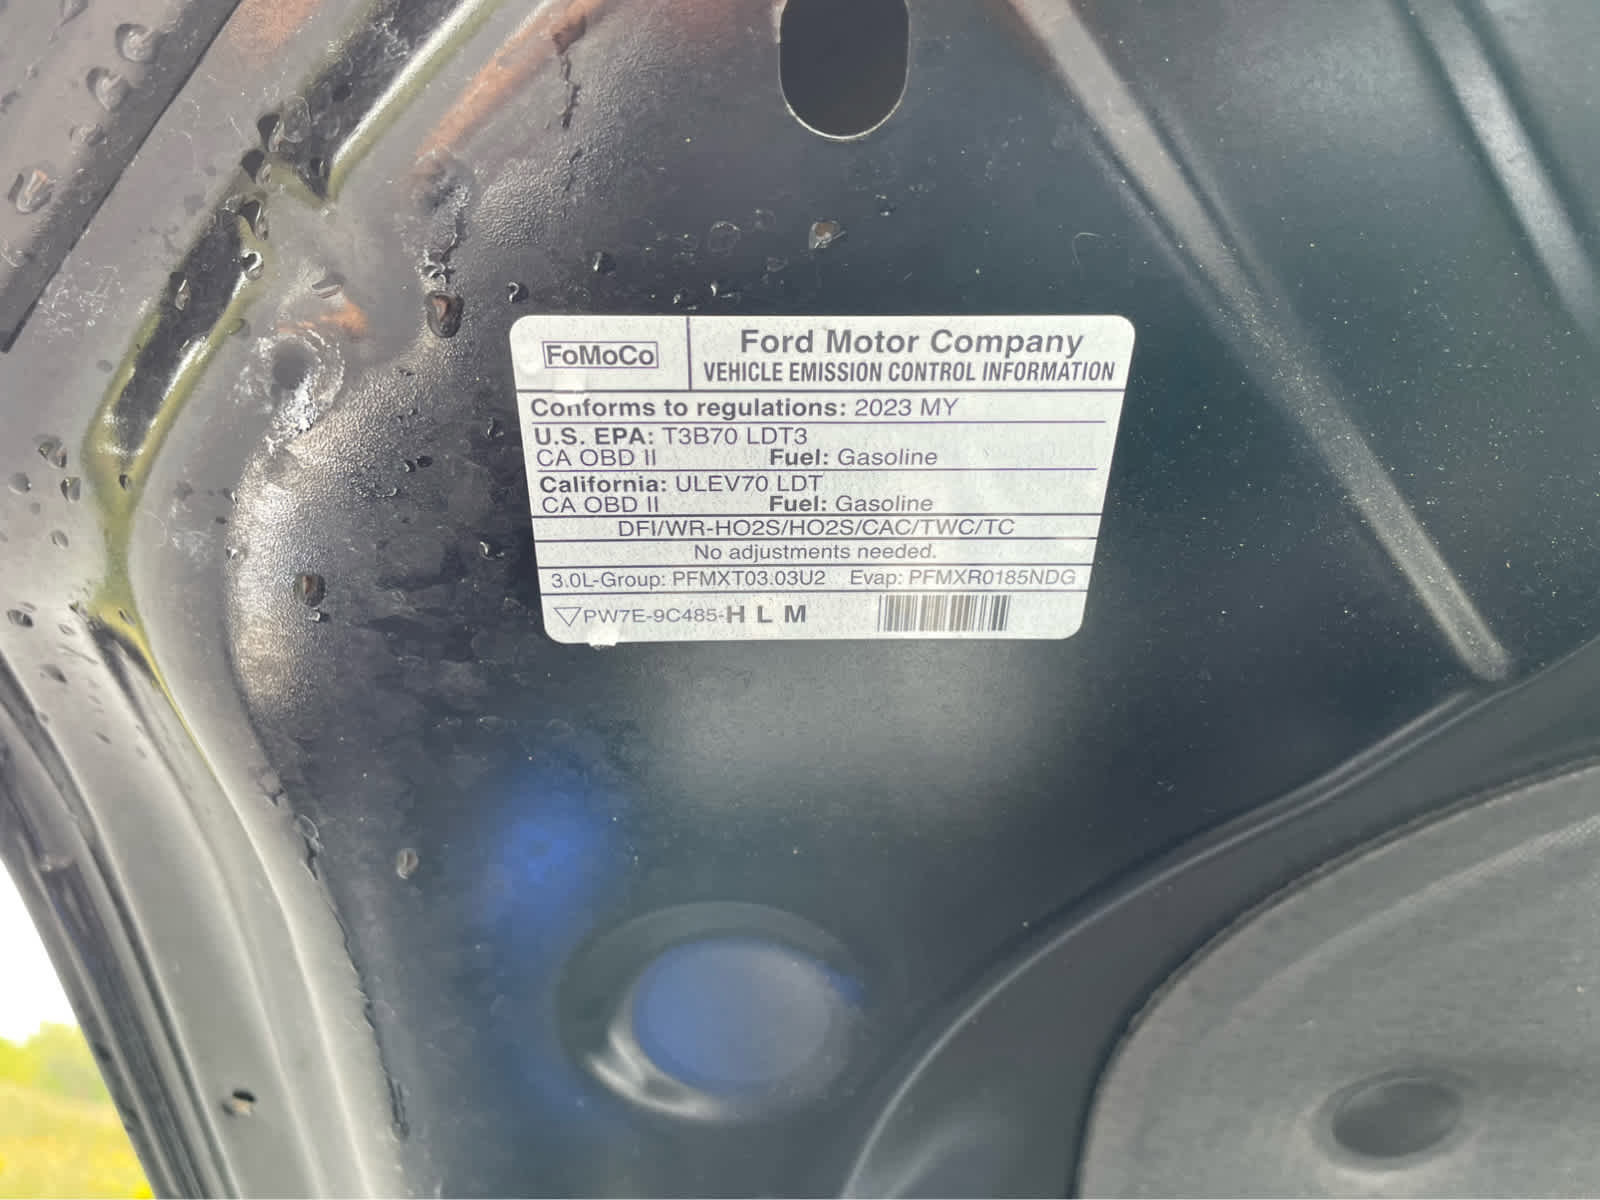 FoMoCo
Ford Motor Company
VEHICLE EMISSION CONTROL INFORMATION
Conforms to regulations: 2023 MY
U.S. EPA: T3B70 LDT3
CA OBD II Fuel: Gasoline
California: ULEV70 LDT
CA OBD II Fuel: Gasoline
DFI/WR-HO2S/HO2S/CAC/TWC/TC
No adjustments needed.
3.0L-Group: PFMXT03.03U2 Evap: PFMXR0185NDG
PW7E-9C485-H L M